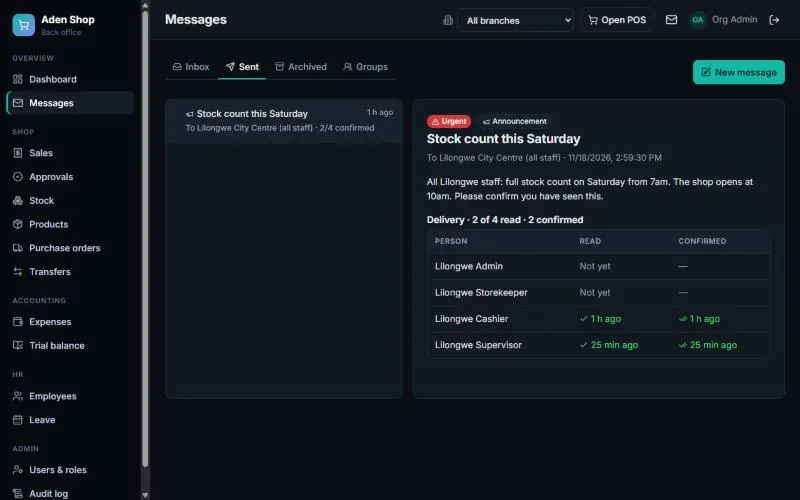 Aden Shop
Back office
OVERVIEW
Dashboard
Messages
SHOP
Sales
Approvals
Stock
Products
Purchase orders
Transfers
ACCOUNTING
Expenses
Trial balance
HR
Employees
Leave
ADMIN
Users & roles
Audit log
Messages
All branches
Open POS
OA
Org Admin
Inbox
Sent
Archived
Groups
New message
Stock count this Saturday
1 h ago
To Lilongwe City Centre (all staff) · 2/4 confirmed
Urgent
Announcement
Stock count this Saturday
To Lilongwe City Centre (all staff) · 11/18/2026, 2:59:30 PM
All Lilongwe staff: full stock count on Saturday from 7am. The shop opens at
10am. Please confirm you have seen this.
Delivery · 2 of 4 read · 2 confirmed
PERSON READ CONFIRMED
Lilongwe Admin Not yet —
Lilongwe Storekeeper Not yet —
Lilongwe Cashier 1 h ago 1 h ago
Lilongwe Supervisor 25 min ago 25 min ago